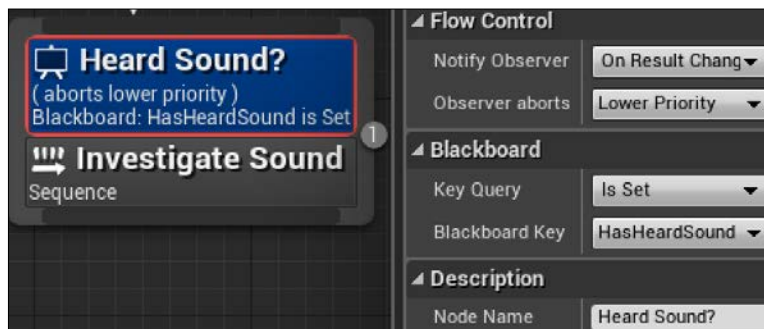 Heard Sound?
( aborts lower priority )
Blackboard: HasHeardSound is Set
1
Investigate Sound
Sequence
Flow Control
Notify Observer
On Result Chang
Observer aborts
Lower Priority
Blackboard
Key Query
Is Set
Blackboard Key
HasHeardSound
Description
Node Name
Heard Sound?